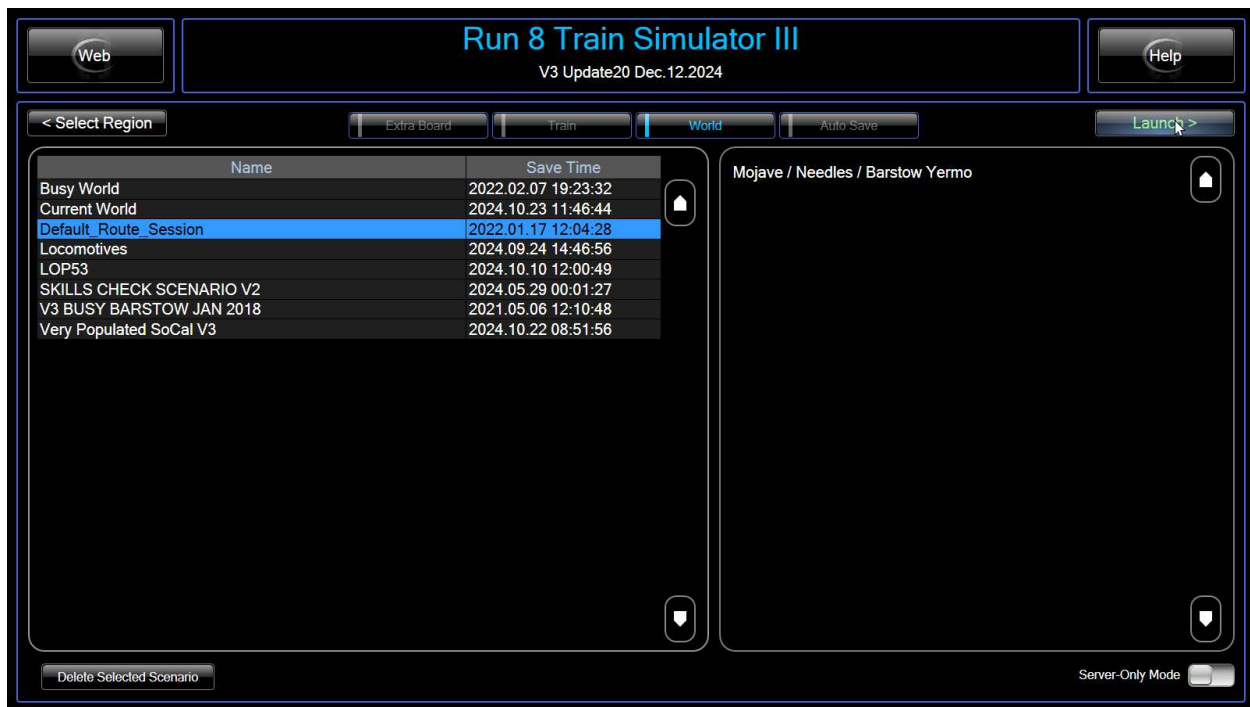 Web
Run 8 Train Simulator III
V3 Update20 Dec.12.2024
Help
< Select Region
Extra Board
Train
World
Auto Save
Launch >
Name Save Time
Busy World 2022.02.07 19:23:32
Current World 2024.10.23 11:46:44
Default_Route_Session 2022.01.17 12:04:28
Locomotives 2024.09.24 14:46:56
LOP53 2024.10.10 12:00:49
SKILLS CHECK SCENARIO V2 2024.05.29 00:01:27
V3 BUSY BARSTOW JAN 2018 2021.05.06 12:10:48
Very Populated SoCal V3 2024.10.22 08:51:56
Mojave / Needles / Barstow Yermo
Delete Selected Scenario
Server-Only Mode